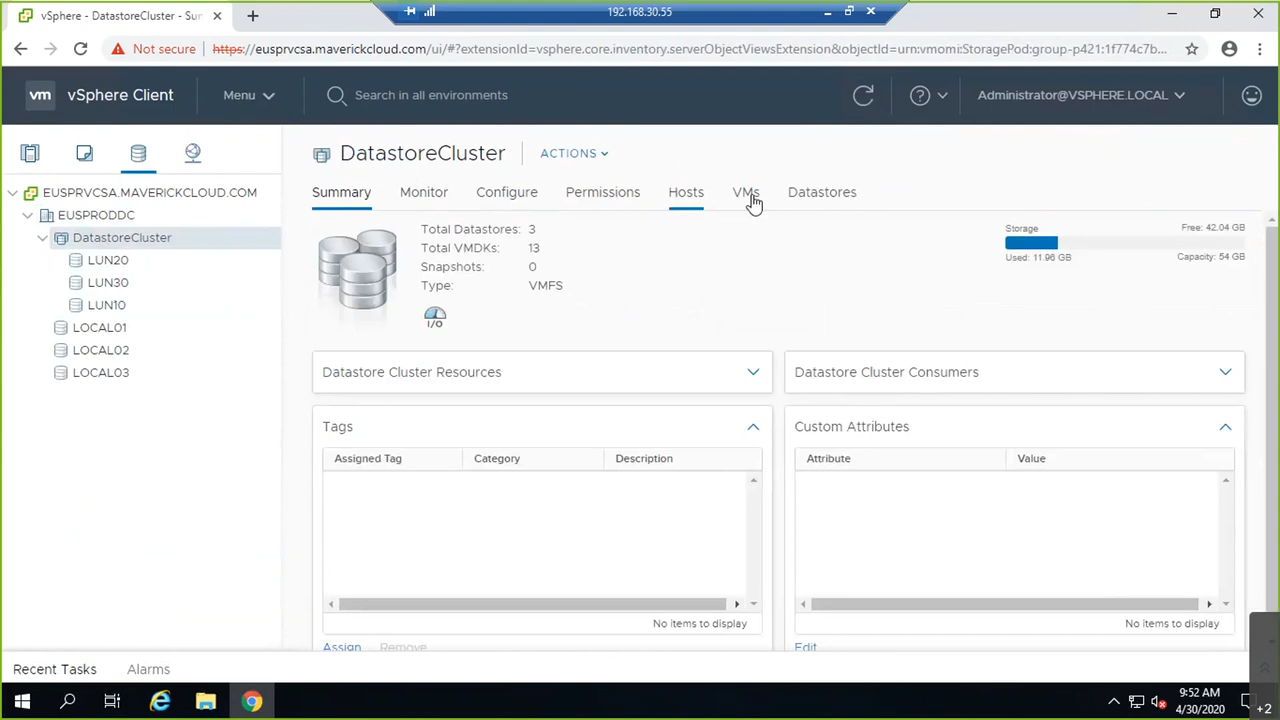 192.168.30.55
vSphere - DatastoreCluster - Sun
Not secure
https://eusprvcsa.maverickcloud.com/ui/#?extensionId=vsphere.core.inventory.serverObjectViewsExtension&objectId=urn:vmomi:StoragePod:group-p421:1f774c7b...
vm vSphere Client
Menu
Search in all environments
Administrator@VSPHERE.LOCAL
EUSPRVCSA.MAVERICKCLOUD.COM
EUSPRODDC
DatastoreCluster
LUN20
LUN30
LUN10
LOCAL01
LOCAL02
LOCAL03
DatastoreCluster
ACTIONS
Summary Monitor Configure Permissions Hosts VMs Datastores
Total Datastores: 3
Total VMDKs: 13
Snapshots: 0
Type: VMFS
I/O
Storage Free: 42.04 GB
Used: 11.96 GB Capacity: 54 GB
Datastore Cluster Resources
Datastore Cluster Consumers
Tags
Assigned Tag Category Description
No items to display
Assign Remove
Custom Attributes
Attribute Value
No items to display
Edit
Recent Tasks Alarms
9:52 AM
4/30/2020
+2